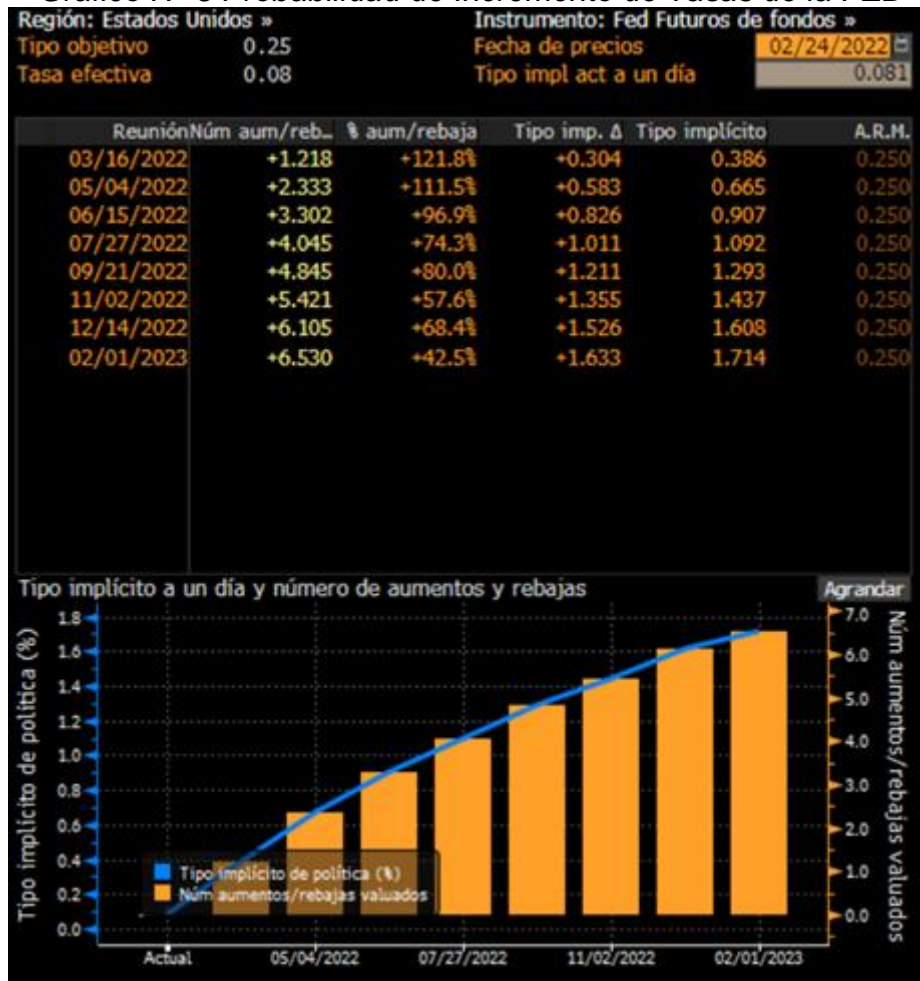 Región: Estados Unidos » Instrumento: Fed Futuros de fondos »
Tipo objetivo 0.25 Fecha de precios 02/24/2022
Tasa efectiva 0.08 Tipo impl act a un día 0.081
Reunión Núm aum/reb… % aum/rebaja Tipo imp. Δ Tipo implícito A.R.M.
03/16/2022 +1.218 +121.8% +0.304 0.386 0.250
05/04/2022 +2.333 +111.5% +0.583 0.665 0.250
06/15/2022 +3.302 +96.9% +0.826 0.907 0.250
07/27/2022 +4.045 +74.3% +1.011 1.092 0.250
09/21/2022 +4.845 +80.0% +1.211 1.293 0.250
11/02/2022 +5.421 +57.6% +1.355 1.437 0.250
12/14/2022 +6.105 +68.4% +1.526 1.608 0.250
02/01/2023 +6.530 +42.5% +1.633 1.714 0.250
Tipo implícito a un día y número de aumentos y rebajas Agrandar
Tipo implícito de política (%)
1.8
1.6
1.4
1.2
1.0
0.8
0.6
0.4
0.2
0.0
Tipo implícito de política (%)
Núm aumentos/rebajas valuados
7.0
6.0
5.0
4.0
3.0
2.0
1.0
0.0
Núm aumentos/rebajas valuados
Actual 05/04/2022 07/27/2022 11/02/2022 02/01/2023